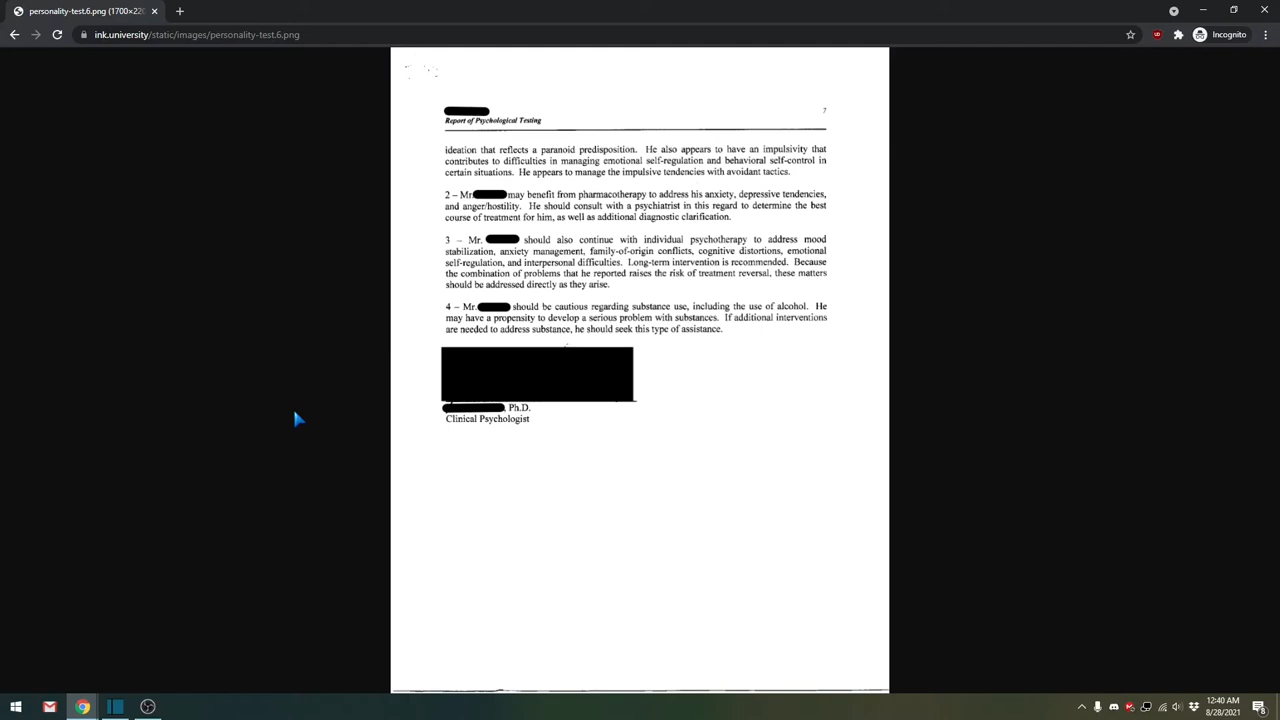 personality-test.6.png (1700×22
ink.university/static/images/personality-test.6.png
Incognito
7
Report of Psychological Testing
ideation that reflects a paranoid predisposition. He also appears to have an impulsivity that
contributes to difficulties in managing emotional self-regulation and behavioral self-control in
certain situations. He appears to manage the impulsive tendencies with avoidant tactics.
2 – Mr. may benefit from pharmacotherapy to address his anxiety, depressive tendencies,
and anger/hostility. He should consult with a psychiatrist in this regard to determine the best
course of treatment for him, as well as additional diagnostic clarification.
3 – Mr. should also continue with individual psychotherapy to address mood
stabilization, anxiety management, family-of-origin conflicts, cognitive distortions, emotional
self-regulation, and interpersonal difficulties. Long-term intervention is recommended. Because
the combination of problems that he reported raises the risk of treatment reversal, these matters
should be addressed directly as they arise.
4 – Mr. should be cautious regarding substance use, including the use of alcohol. He
may have a propensity to develop a serious problem with substances. If additional interventions
are needed to address substance, he should seek this type of assistance.
Ph.D.
Clinical Psychologist
12:40 AM
8/28/2021